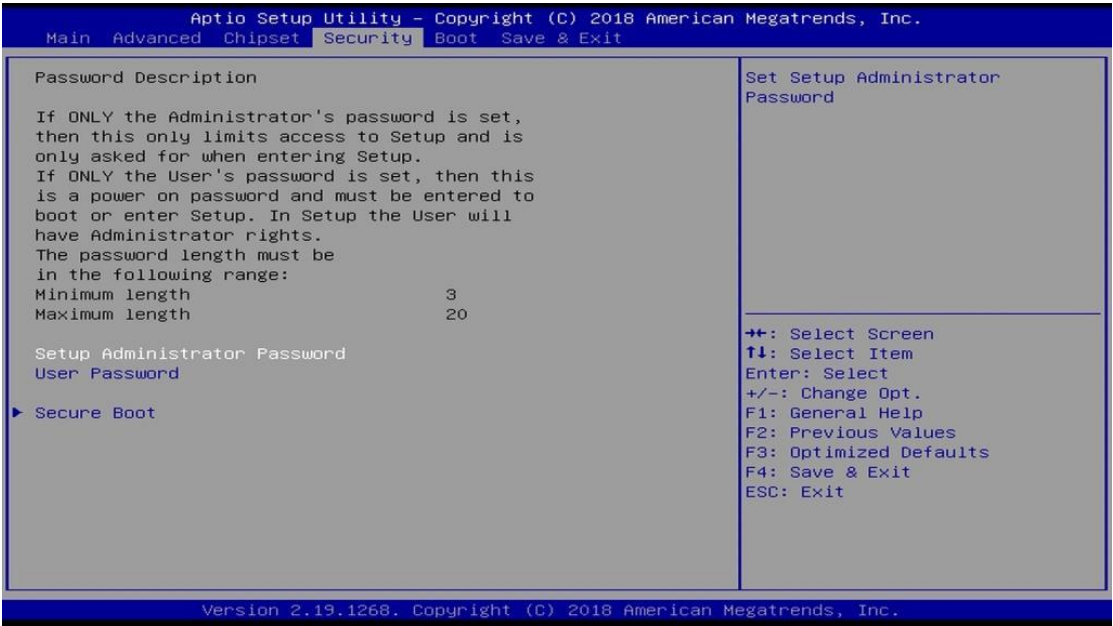 Aptio Setup Utility – Copyright (C) 2018 American Megatrends, Inc.
Main Advanced Chipset Security Boot Save & Exit
Password Description
If ONLY the Administrator's password is set,
then this only limits access to Setup and is
only asked for when entering Setup.
If ONLY the User's password is set, then this
is a power on password and must be entered to
boot or enter Setup. In Setup the User will
have Administrator rights.
The password length must be
in the following range:
Minimum length 3
Maximum length 20
Setup Administrator Password
User Password
► Secure Boot
Set Setup Administrator
Password
→←: Select Screen
↑↓: Select Item
Enter: Select
+/-: Change Opt.
F1: General Help
F2: Previous Values
F3: Optimized Defaults
F4: Save & Exit
ESC: Exit
Version 2.19.1268. Copyright (C) 2018 American Megatrends, Inc.